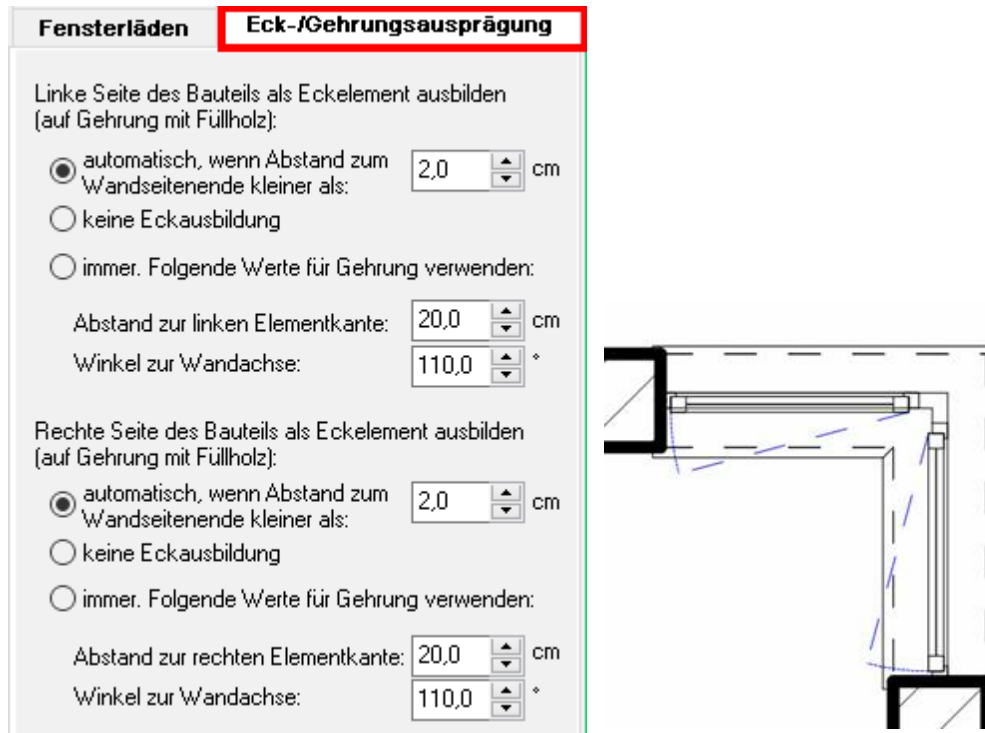 Fensterläden
Eck-/Gehrungsausprägung
Linke Seite des Bauteils als Eckelement ausbilden
(auf Gehrung mit Füllholz):
automatisch, wenn Abstand zum
Wandseitenende kleiner als:
2,0 cm
keine Eckausbildung
immer. Folgende Werte für Gehrung verwenden:
Abstand zur linken Elementkante: 20,0 cm
Winkel zur Wandachse: 110,0 °
Rechte Seite des Bauteils als Eckelement ausbilden
(auf Gehrung mit Füllholz):
automatisch, wenn Abstand zum
Wandseitenende kleiner als:
2,0 cm
keine Eckausbildung
immer. Folgende Werte für Gehrung verwenden:
Abstand zur rechten Elementkante: 20,0 cm
Winkel zur Wandachse: 110,0 °